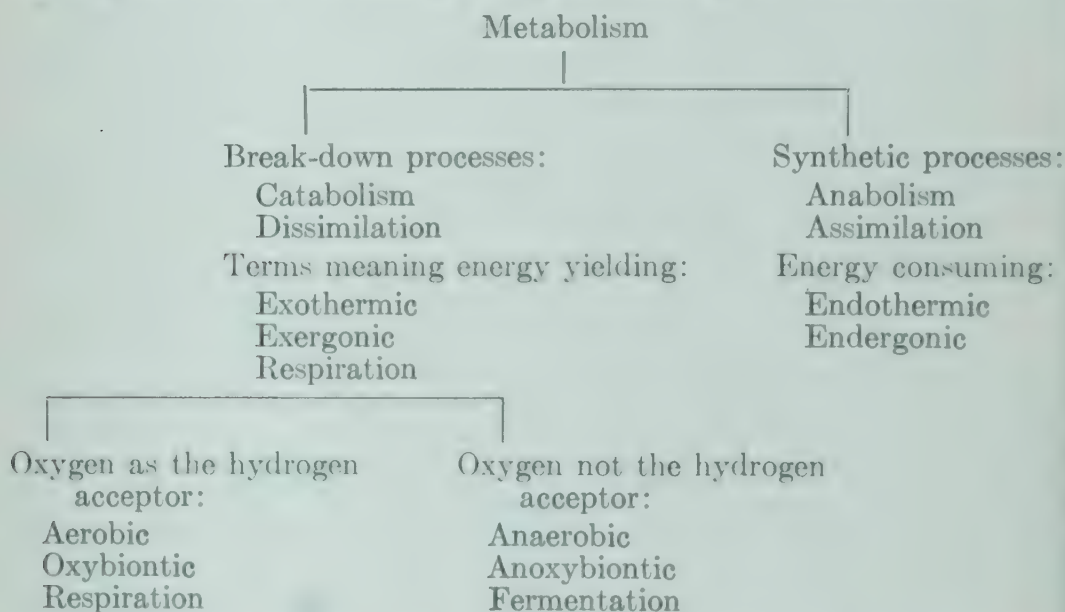 Metabolism
Break-down processes:
Catabolism
Dissimilation
Terms meaning energy yielding:
Exothermic
Exergonic
Respiration
Synthetic processes:
Anabolism
Assimilation
Energy consuming:
Endothermic
Endergonic
Oxygen as the hydrogen
acceptor:
Aerobic
Oxybiontic
Respiration
Oxygen not the hydrogen
acceptor:
Anaerobic
Anoxybiontic
Fermentation